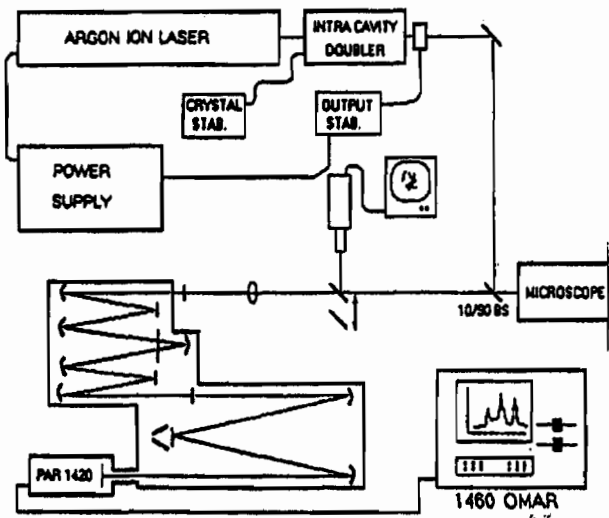 ARGON ION LASER
INTRA CAVITY
DOUBLER
CRYSTAL
STAB.
OUTPUT
STAB.
POWER
SUPPLY
10/90 BS
MICROSCOPE
PAR 1420
1460 OMAR